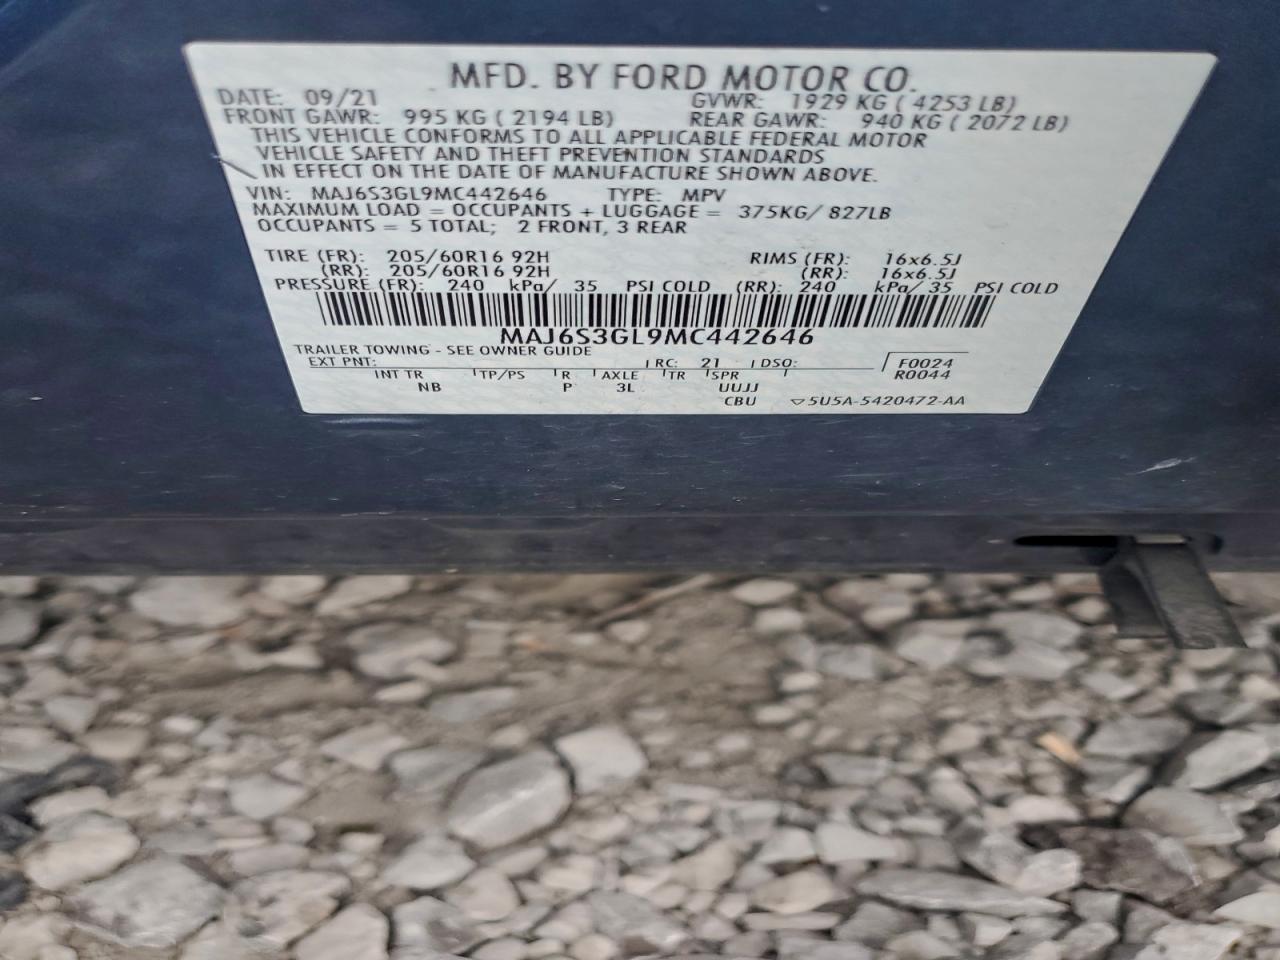 MFD. BY FORD MOTOR CO.
DATE: 09/21 GVWR: 1929 KG ( 4253 LB)
FRONT GAWR: 995 KG ( 2194 LB) REAR GAWR: 940 KG ( 2072 LB)
THIS VEHICLE CONFORMS TO ALL APPLICABLE FEDERAL MOTOR
VEHICLE SAFETY AND THEFT PREVENTION STANDARDS
IN EFFECT ON THE DATE OF MANUFACTURE SHOWN ABOVE.
VIN: MAJ6S3GL9MC442646 TYPE: MPV
MAXIMUM LOAD = OCCUPANTS + LUGGAGE = 375KG/ 827LB
OCCUPANTS = 5 TOTAL; 2 FRONT, 3 REAR
TIRE (FR): 205/60R16 92H RIMS (FR): 16x6.5J
(RR): 205/60R16 92H (RR): 16x6.5J
PRESSURE (FR): 240 kPa/ 35 PSI COLD (RR): 240 kPa/ 35 PSI COLD
MAJ6S3GL9MC442646
TRAILER TOWING - SEE OWNER GUIDE
EXT PNT: RC: 21 DSO: F0024
INT TR TP/PS R AXLE TR SPR R0044
NB P 3L UUJJ
CBU 5U5A-5420472-AA